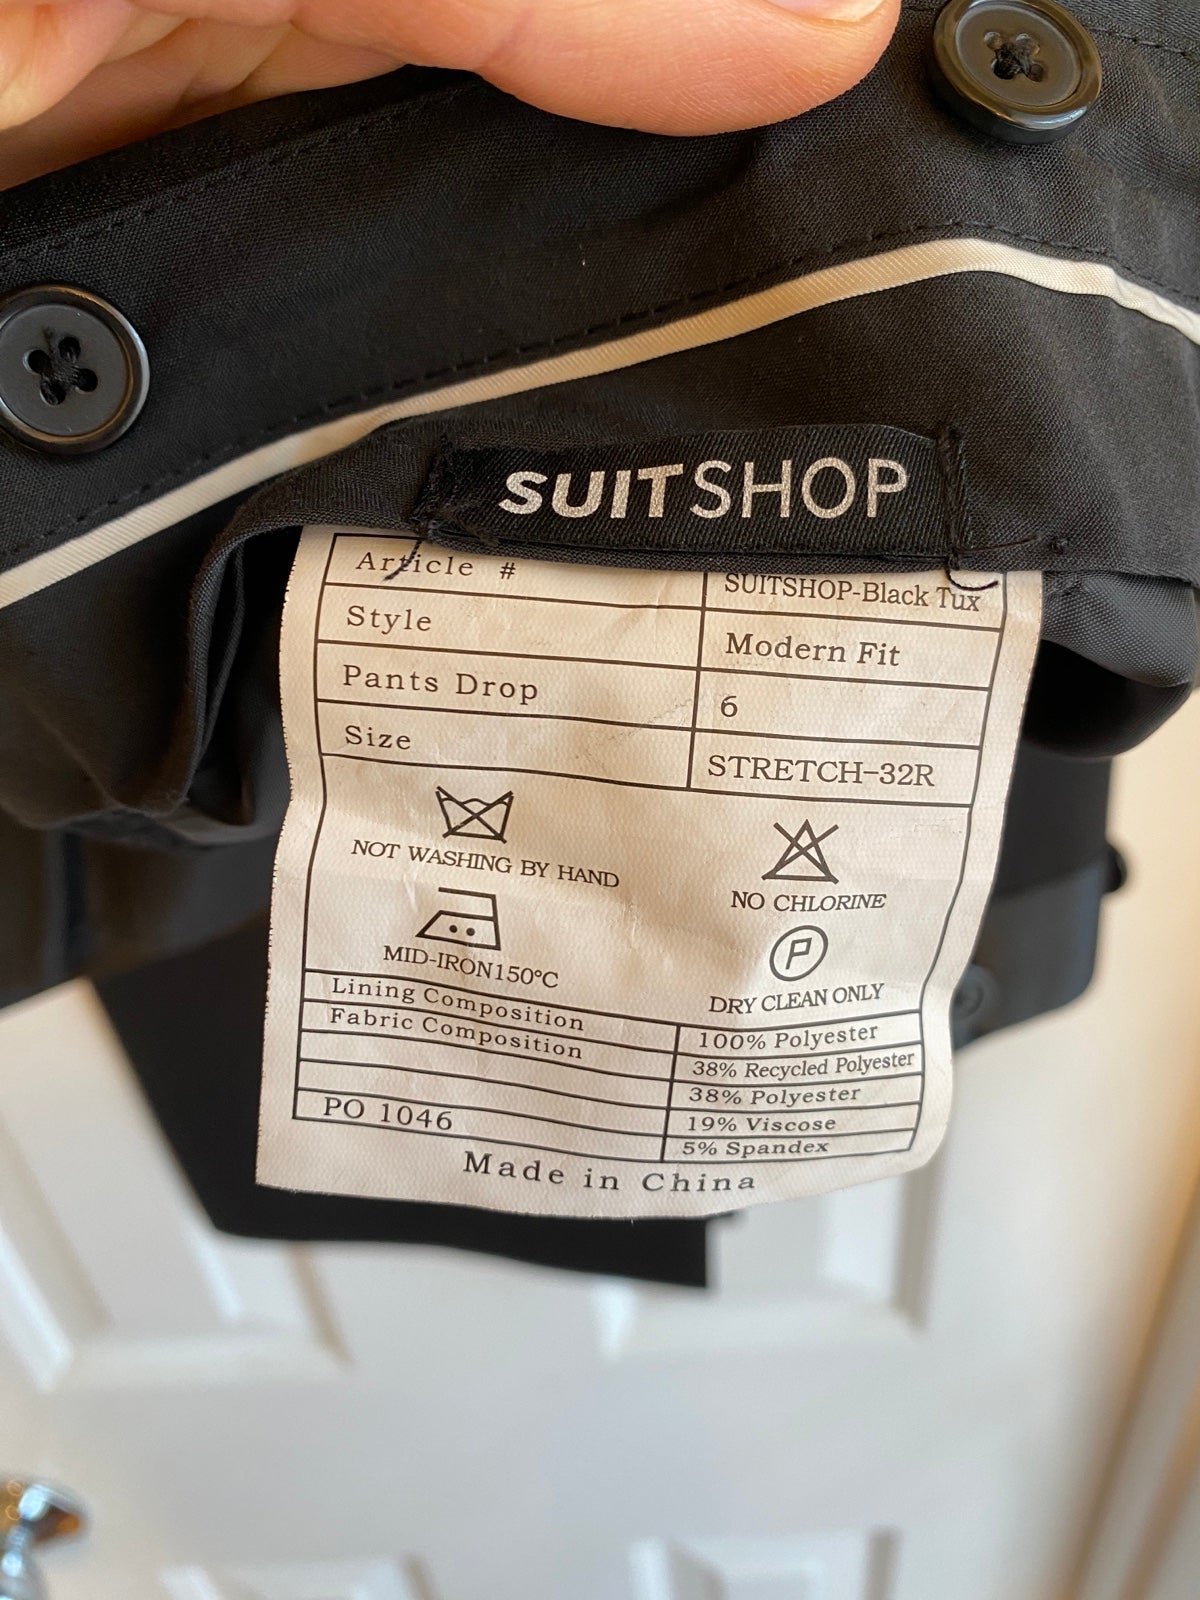 SUITSHOP
Article # SUITSHOP-Black Tux
Style Modern Fit
Pants Drop 6
Size STRETCH-32R
NOT WASHING BY HAND
NO CHLORINE
MID-IRON150°C
P
DRY CLEAN ONLY
Lining Composition 100% Polyester
Fabric Composition 38% Recycled Polyester
38% Polyester
19% Viscose
PO 1046 5% Spandex
Made in China